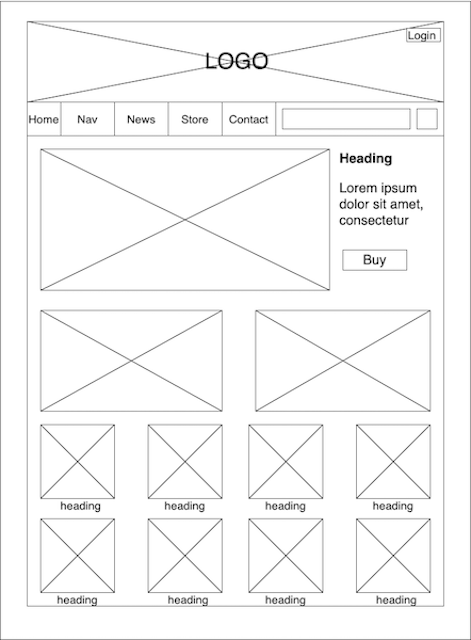 Login
LOGO
Home Nav News Store Contact
Heading
Lorem ipsum
dolor sit amet,
consectetur
Buy
heading heading heading heading
heading heading heading heading